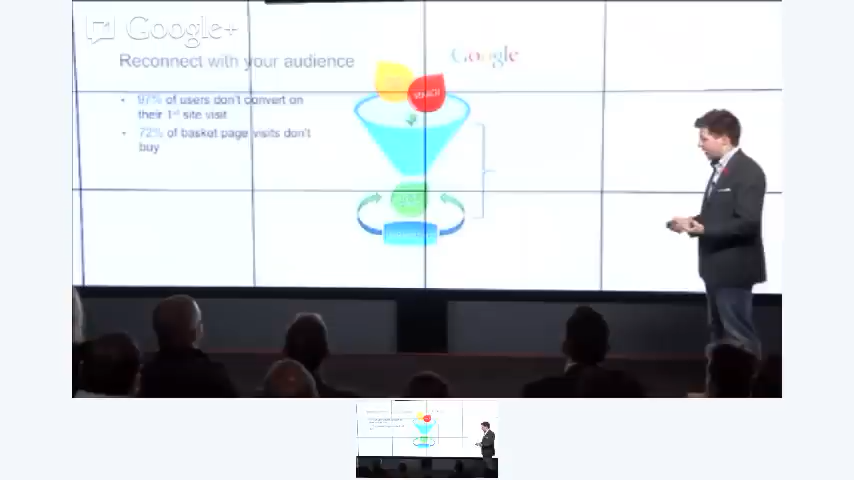 Google+
Reconnect with your audience
Google
SEARCH
• 97% of users don't convert on
their 1st site visit
• 72% of basket page visits don't
buy